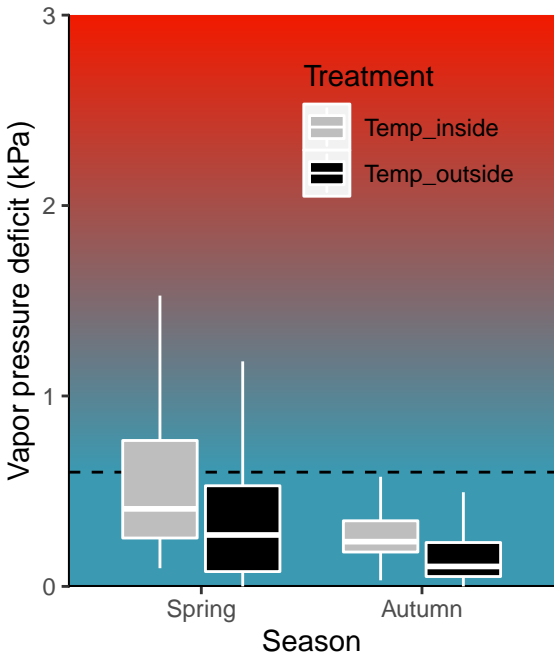 3
2
1
0
Vapor pressure deficit (kPa)
Treatment
Temp_inside
Temp_outside
Spring
Autumn
Season